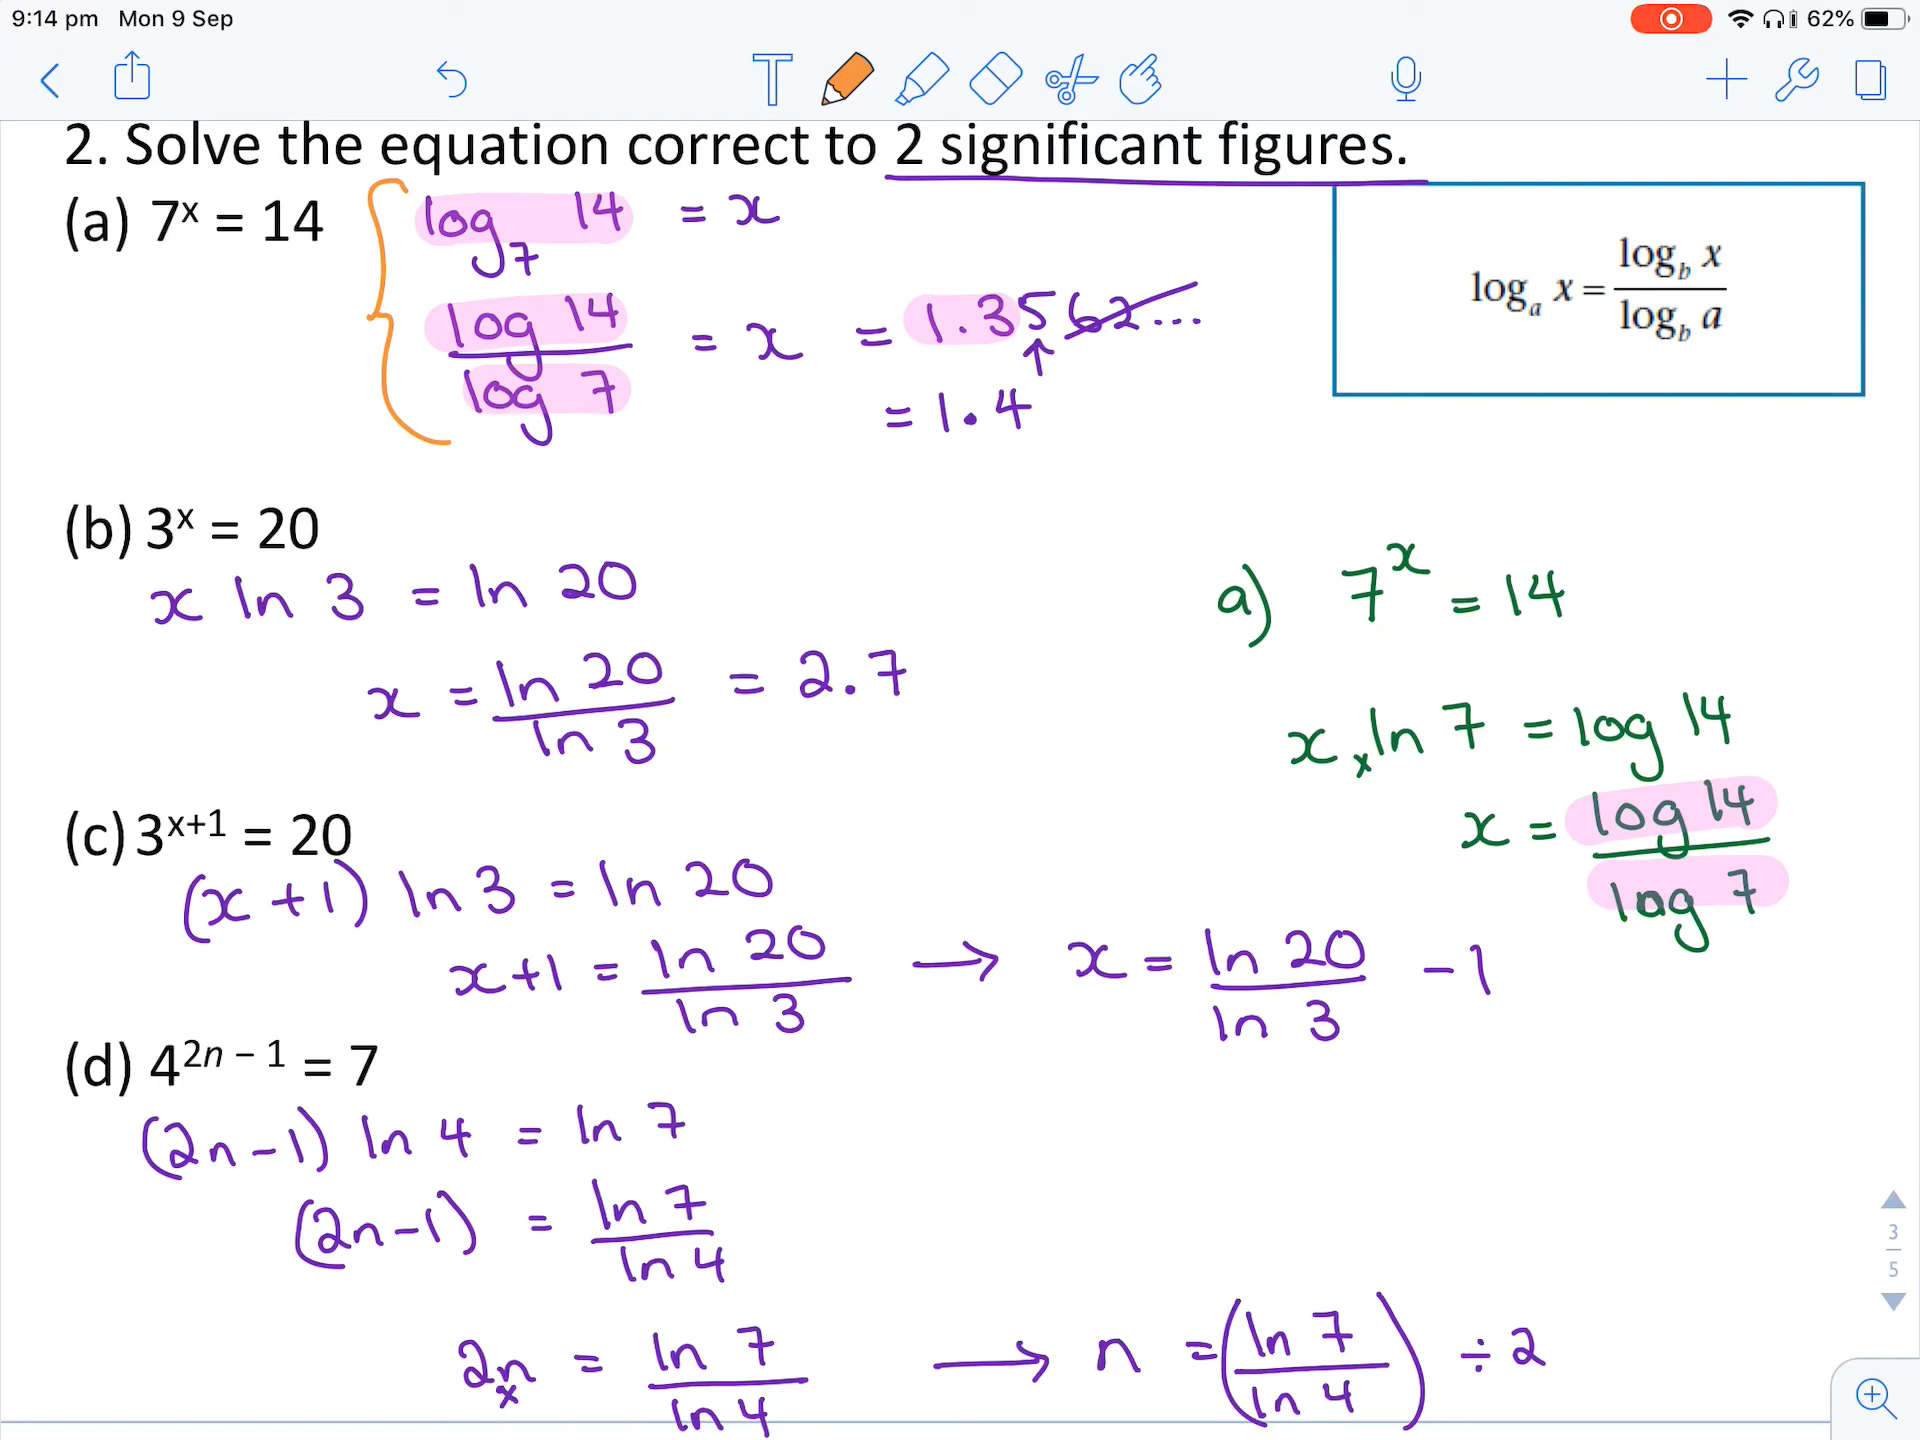 9:14 pm Mon 9 Sep 62%
T
2. Solve the equation correct to 2 significant figures.
(a) 7ˣ = 14
log₇ 14 = x
log 14 / log 7 = x = 1.3562...
= 1.4
logₐ x = log_b x / log_b a
(b) 3ˣ = 20
x ln 3 = ln 20
x = ln 20 / ln 3 = 2.7
a) 7ˣ = 14
x × ln 7 = log 14
x = log 14 / log 7
(c) 3ˣ⁺¹ = 20
(x + 1) ln 3 = ln 20
x + 1 = ln 20 / ln 3 → x = ln 20 / ln 3 − 1
(d) 4²ⁿ ⁻ ¹ = 7
(2n − 1) ln 4 = ln 7
(2n − 1) = ln 7 / ln 4
2 × n = ln 7 / ln 4 → n = (ln 7 / ln 4) ÷ 2
3
5